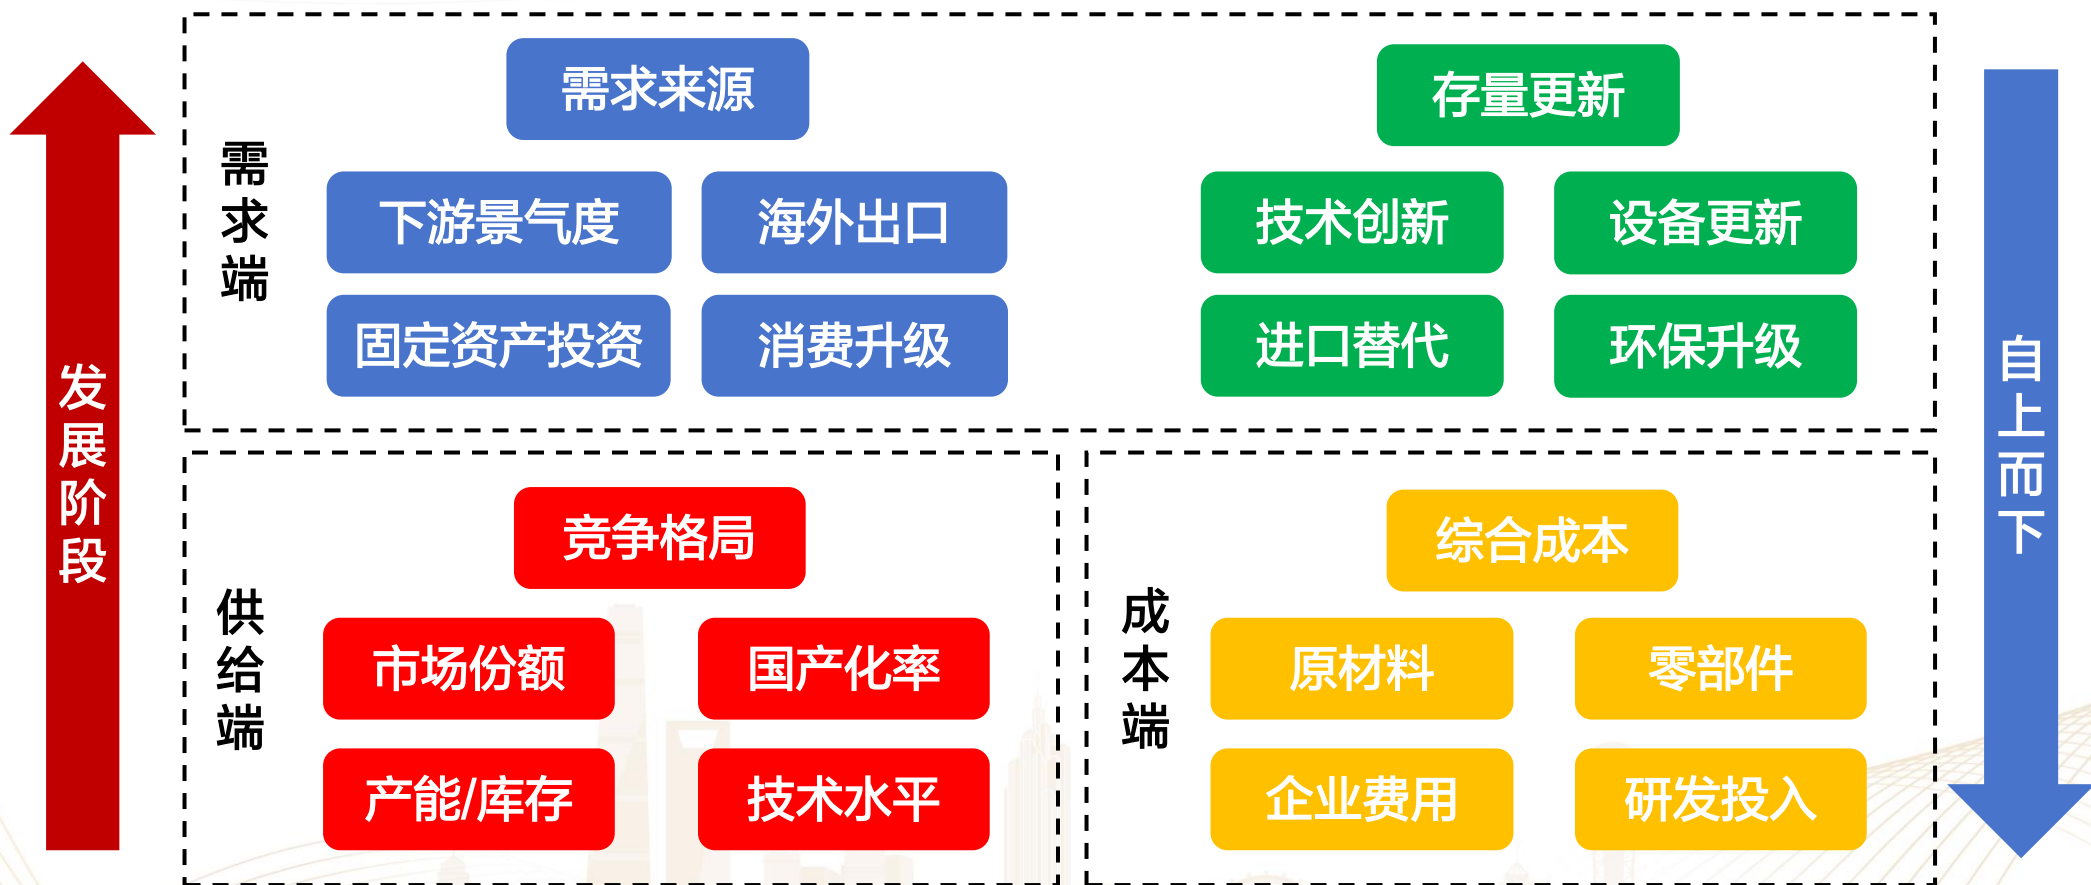 发展阶段
需求端
需求来源
存量更新
下游景气度
海外出口
技术创新
设备更新
固定资产投资
消费升级
进口替代
环保升级
自上而下
供给端
竞争格局
市场份额
国产化率
产能/库存
技术水平
成本端
综合成本
原材料
零部件
企业费用
研发投入